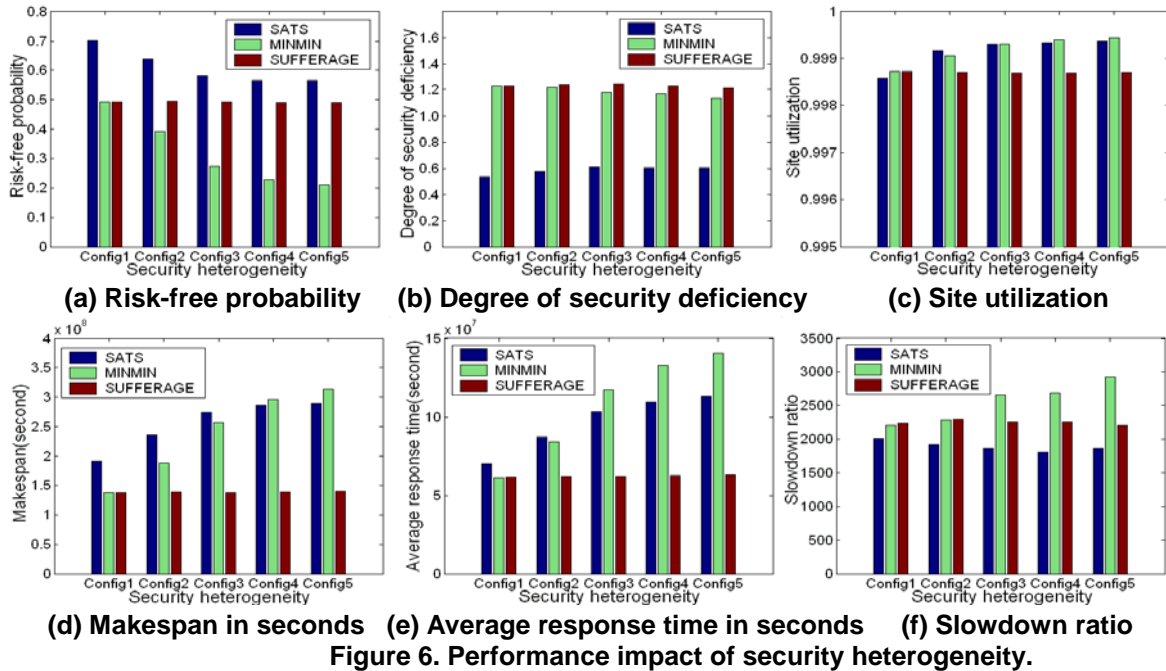 0.8
0.7
0.6
0.5
0.4
0.3
0.2
0.1
0
Risk-free probability
SATS
MINMIN
SUFFERAGE
Config1 Config2 Config3 Config4 Config5
Security heterogeneity
(a) Risk-free probability
1.6
1.4
1.2
1
0.8
0.6
0.4
0.2
0
Degree of security deficiency
SATS
MINMIN
SUFFERAGE
Config1 Config2 Config3 Config4 Config5
Security heterogeneity
(b) Degree of security deficiency
0.999
0.998
0.997
0.996
0.995
Site utilization
SATS
MINMIN
SUFFERAGE
Config1 Config2 Config3 Config4 Config5
Security heterogeneity
(c) Site utilization
x 10^8
4
3.5
3
2.5
2
1.5
1
0.5
0
Makespan(second)
SATS
MINMIN
SUFFERAGE
Config1 Config2 Config3 Config4 Config5
Security heterogeneity
(d) Makespan in seconds
x 10^7
15
10
5
0
Average response time(second)
SATS
MINMIN
SUFFERAGE
Config1 Config2 Config3 Config4 Config5
Security heterogeneity
(e) Average response time in seconds
3500
3000
2500
2000
1500
1000
500
0
Slowdown ratio
SATS
MINMIN
SUFFERAGE
Config1 Config2 Config3 Config4 Config5
Security heterogeneity
(f) Slowdown ratio
Figure 6. Performance impact of security heterogeneity.